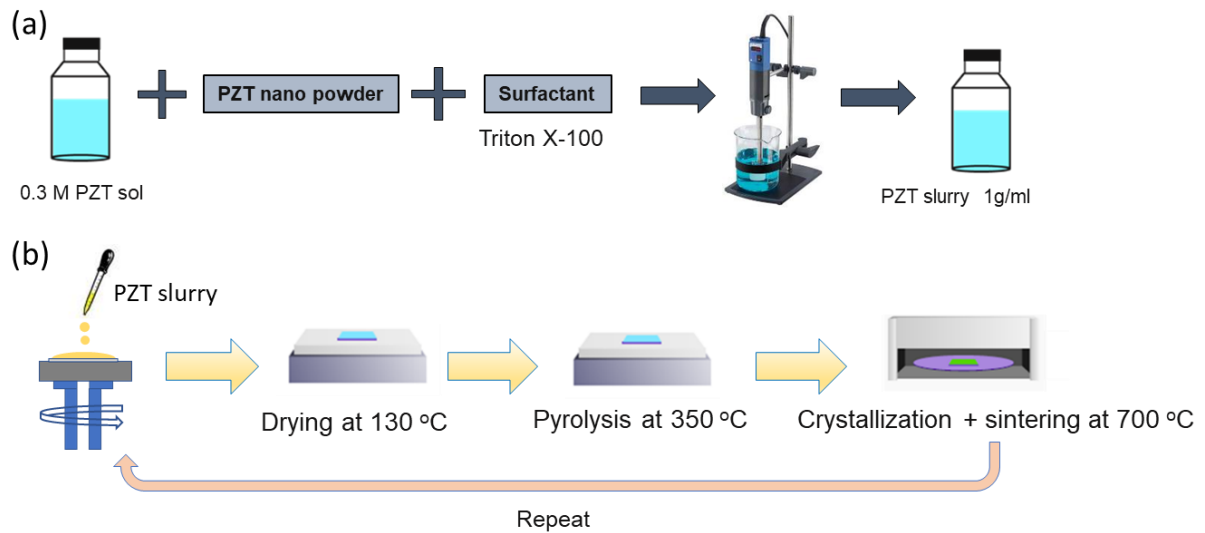 (a)
PZT nano powder
Surfactant
Triton X-100
0.3 M PZT sol
PZT slurry 1g/ml
(b)
PZT slurry
Drying at 130 °C
Pyrolysis at 350 °C
Crystallization + sintering at 700 °C
Repeat